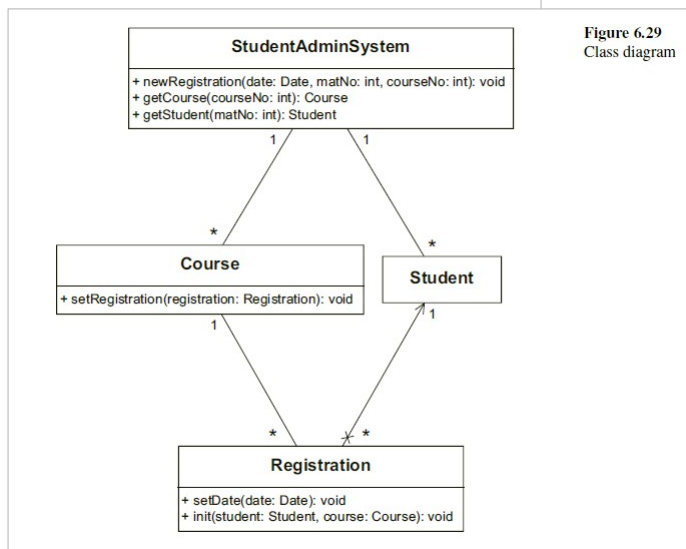 Figure 6.29
Class diagram
StudentAdminSystem
+ newRegistration(date: Date, matNo: int, courseNo: int): void
+ getCourse(courseNo: int): Course
+ getStudent(matNo: int): Student
1
1
*
*
Course
+ setRegistration(registration: Registration): void
Student
1
1
*
*
Registration
+ setDate(date: Date): void
+ init(student: Student, course: Course): void